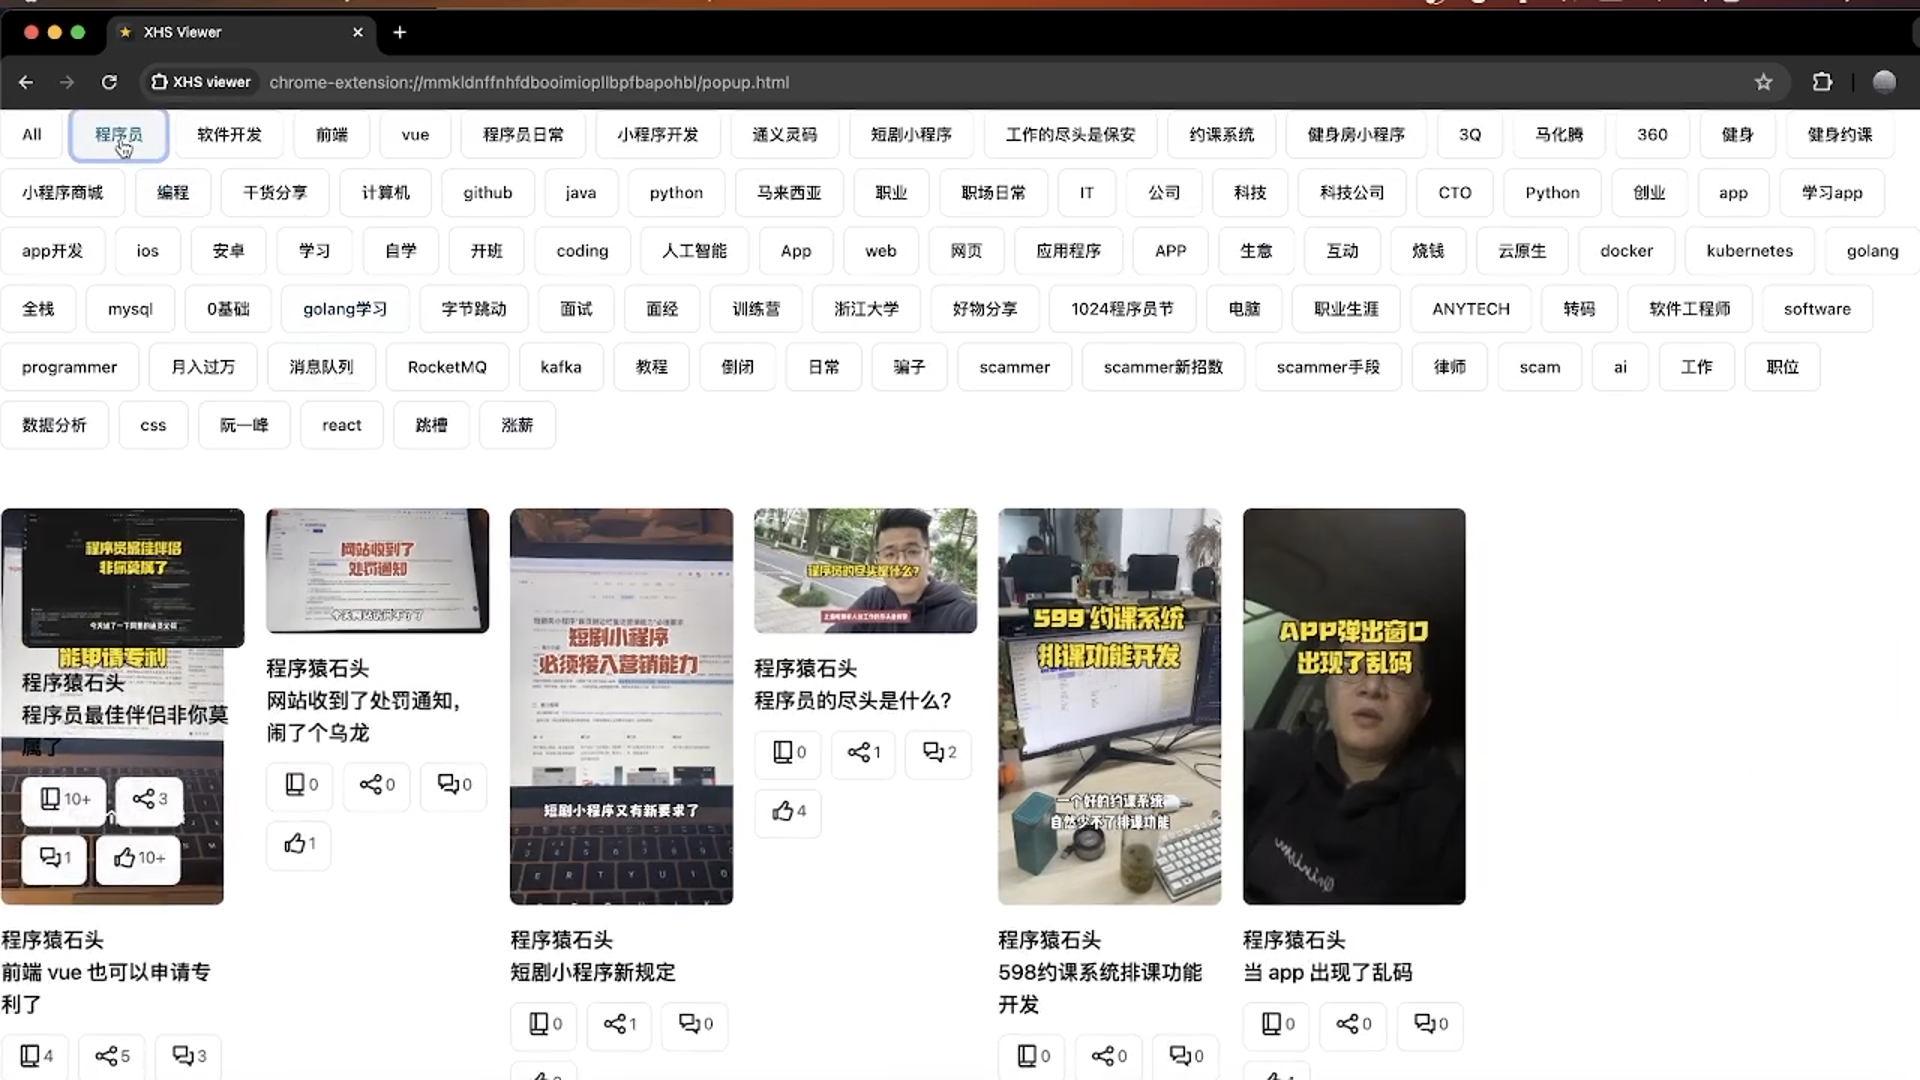 XHS Viewer
XHS viewer
chrome-extension://mmkldnffnhfdbooimiopllbpfbapohbl/popup.html
All 程序员 软件开发 前端 vue 程序员日常 小程序开发 通义灵码 短剧小程序 工作的尽头是保安 约课系统 健身房小程序 3Q 马化腾 360 健身 健身约课
小程序商城 编程 干货分享 计算机 github java python 马来西亚 职业 职场日常 IT 公司 科技 科技公司 CTO Python 创业 app 学习app
app开发 ios 安卓 学习 自学 开班 coding 人工智能 App web 网页 应用程序 APP 生意 互动 烧钱 云原生 docker kubernetes golang
全栈 mysql 0基础 golang学习 字节跳动 面试 面经 训练营 浙江大学 好物分享 1024程序员节 电脑 职业生涯 ANYTECH 转码 软件工程师 software
programmer 月入过万 消息队列 RocketMQ kafka 教程 倒闭 日常 骗子 scammer scammer新招数 scammer手段 律师 scam ai 工作 职位
数据分析 css 阮一峰 react 跳槽 涨薪
程序员最佳伴侣
非你莫属了
能申请专利
程序猿石头
程序员最佳伴侣非你莫
属了
10+ 3
1 10+
程序猿石头
前端 vue 也可以申请专
利了
4 5 3
网站收到了
处罚通知
程序猿石头
网站收到了处罚通知，
闹了个乌龙
0 0 0
1
短剧小程序
必须接入营销能力
短剧小程序又有新要求了
程序猿石头
短剧小程序新规定
0 1 0
程序员的尽头是什么?
程序猿石头
程序员的尽头是什么?
0 1 2
4
599 约课系统
排课功能开发
一个好的约课系统
自然少不了排课功能
程序猿石头
598约课系统排课功能
开发
0 0 0
APP弹出窗口
出现了乱码
程序猿石头
当 app 出现了乱码
0 0 0